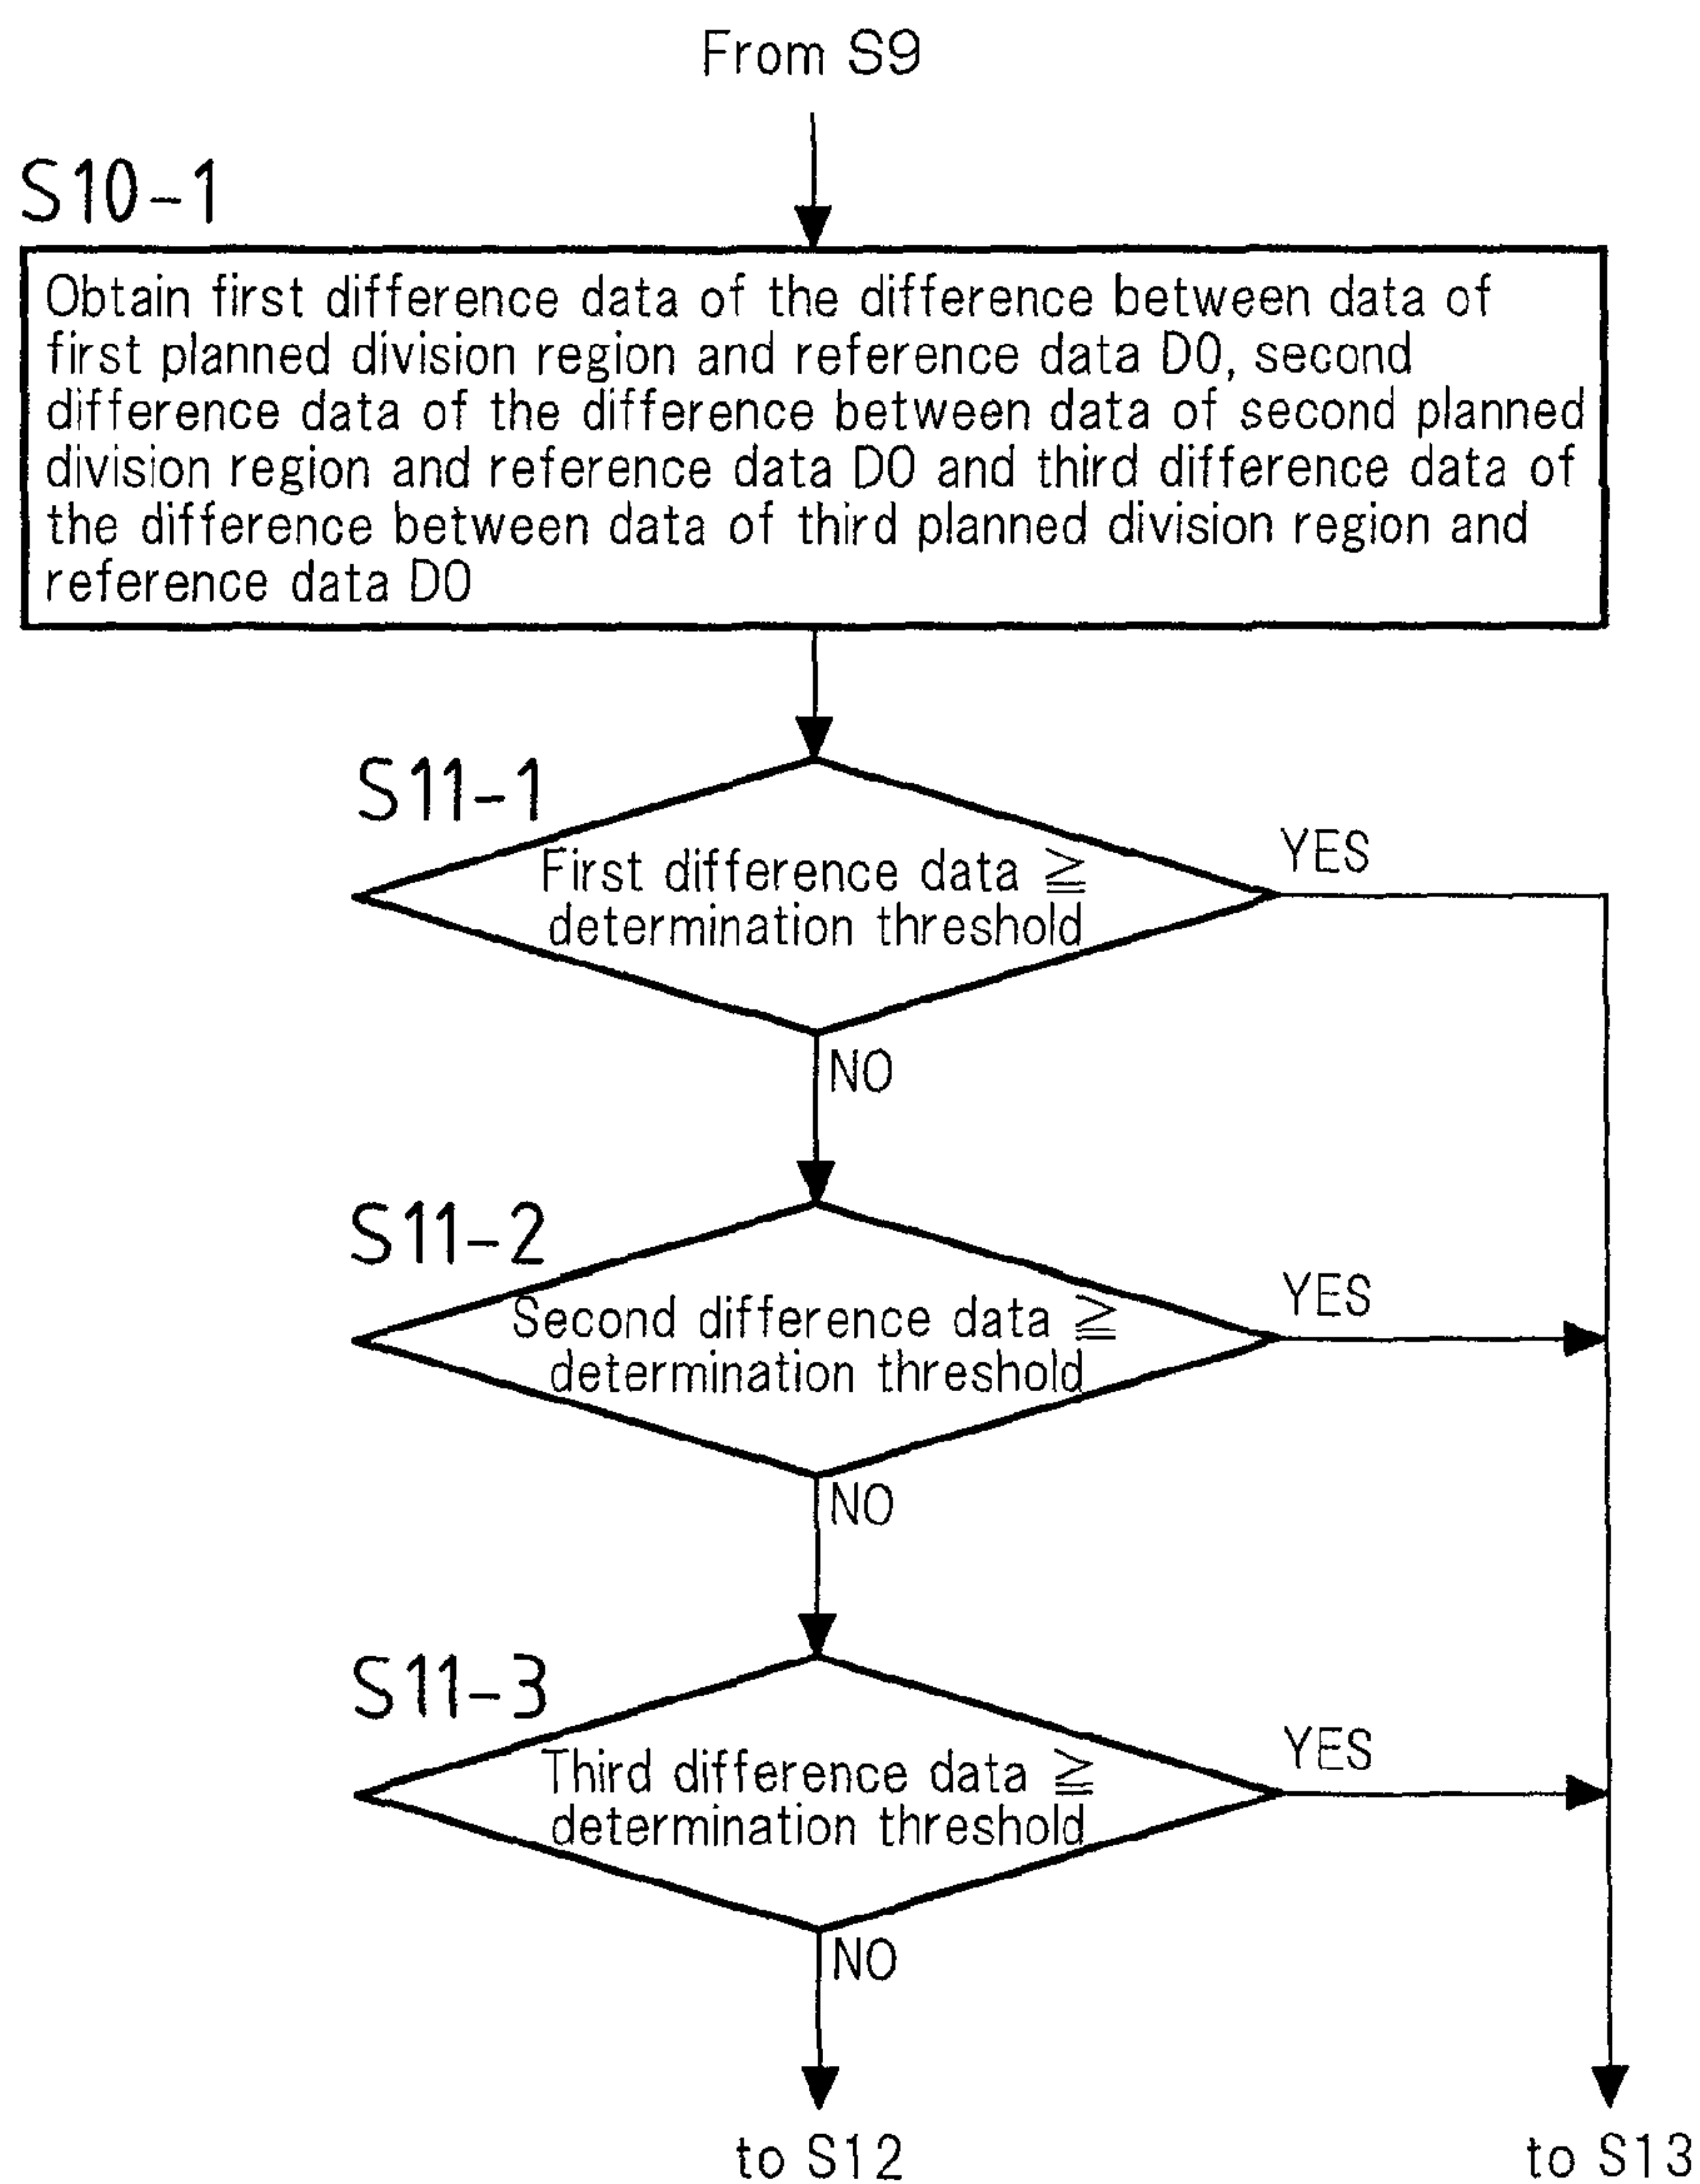 From S9
S10-1
Obtain first difference data of the difference between data of
first planned division region and reference data D0, second
difference data of the difference between data of second planned
division region and reference data D0 and third difference data of
the difference between data of third planned division region and
reference data D0
S11-1
First difference data ≧
determination threshold
YES
NO
S11-2
Second difference data ≧
determination threshold
YES
NO
S11-3
Third difference data ≧
determination threshold
YES
NO
to S12
to S13